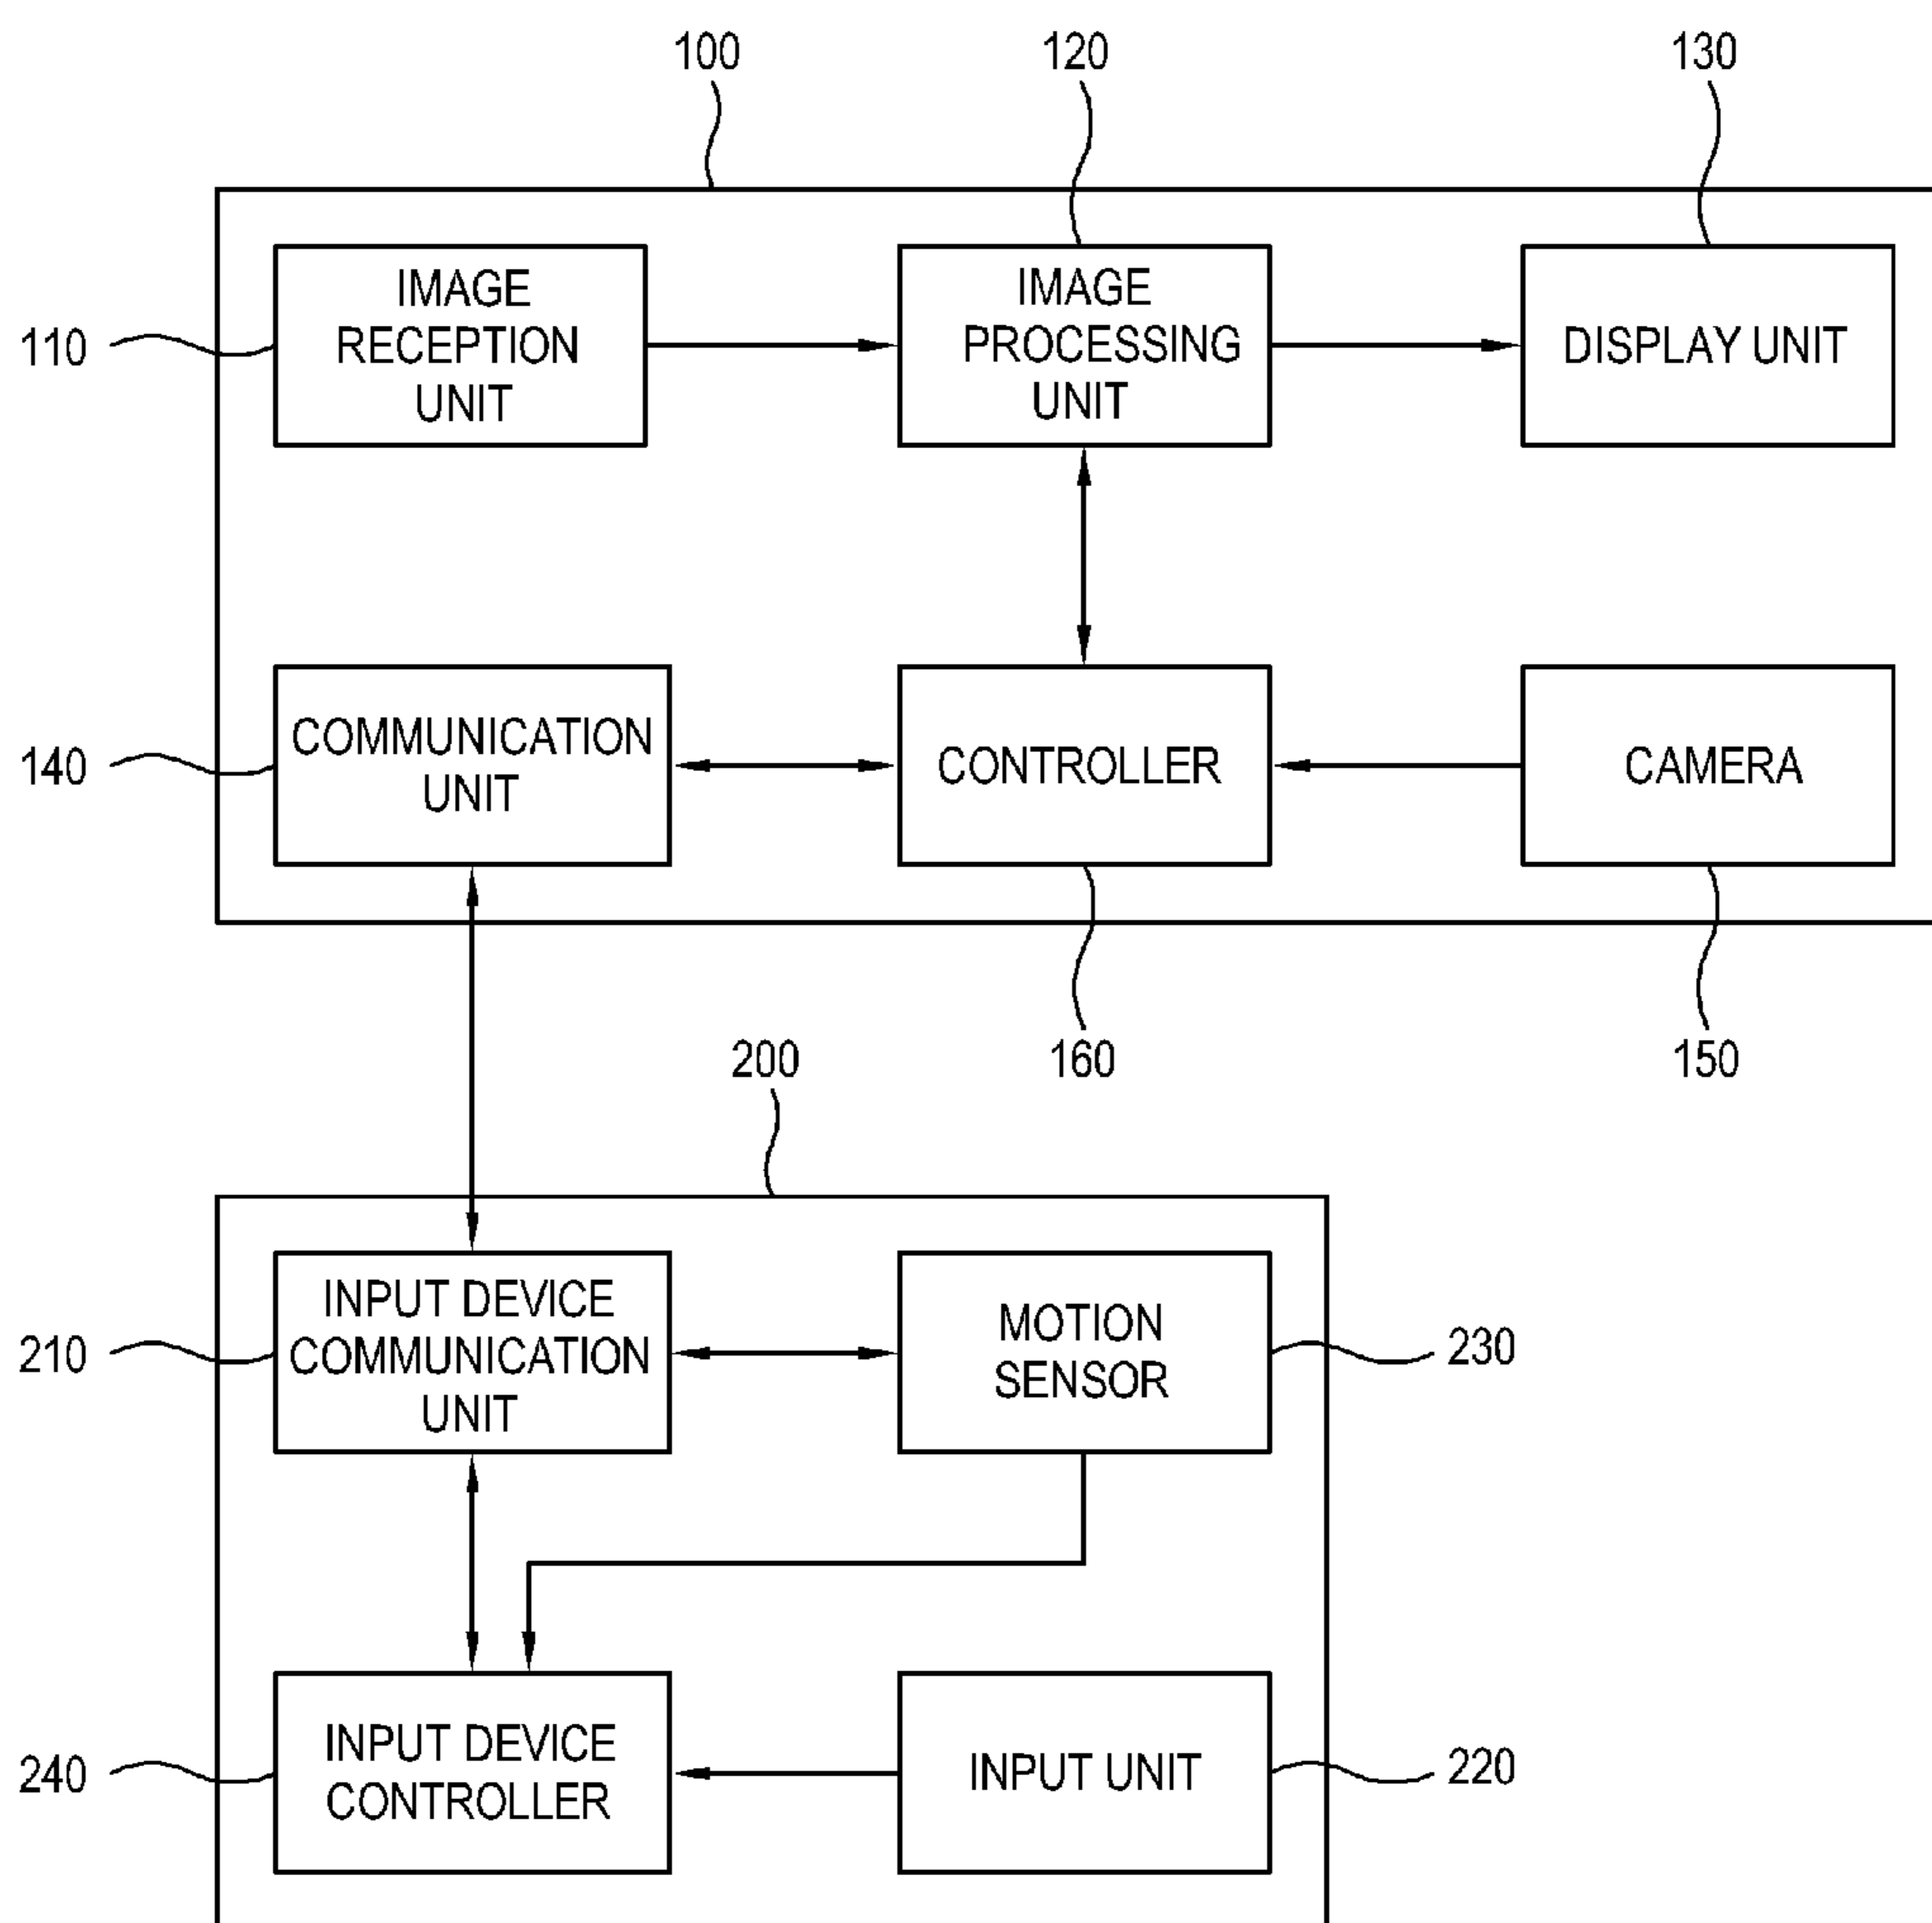 100
120
130
110
IMAGE
RECEPTION
UNIT
IMAGE
PROCESSING
UNIT
DISPLAY UNIT
140
COMMUNICATION
UNIT
CONTROLLER
CAMERA
160
150
200
210
INPUT DEVICE
COMMUNICATION
UNIT
MOTION
SENSOR
230
240
INPUT DEVICE
CONTROLLER
INPUT UNIT
220